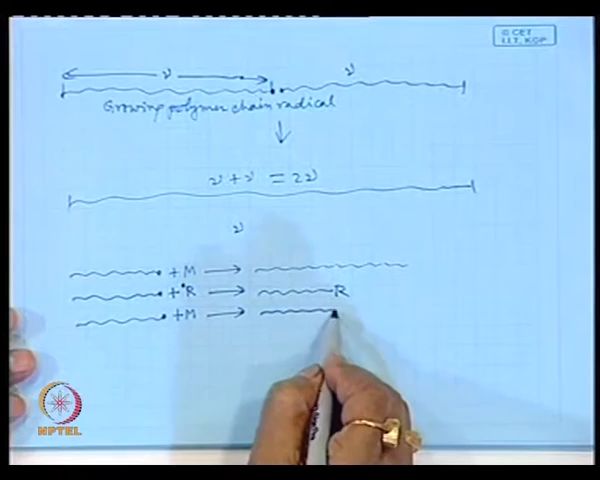 © CET
I.I.T. KGP
ν ν
Growing polymer chain radical
ν + ν = 2ν
ν
+ M →
+ •R → R
+ M →
NPTEL